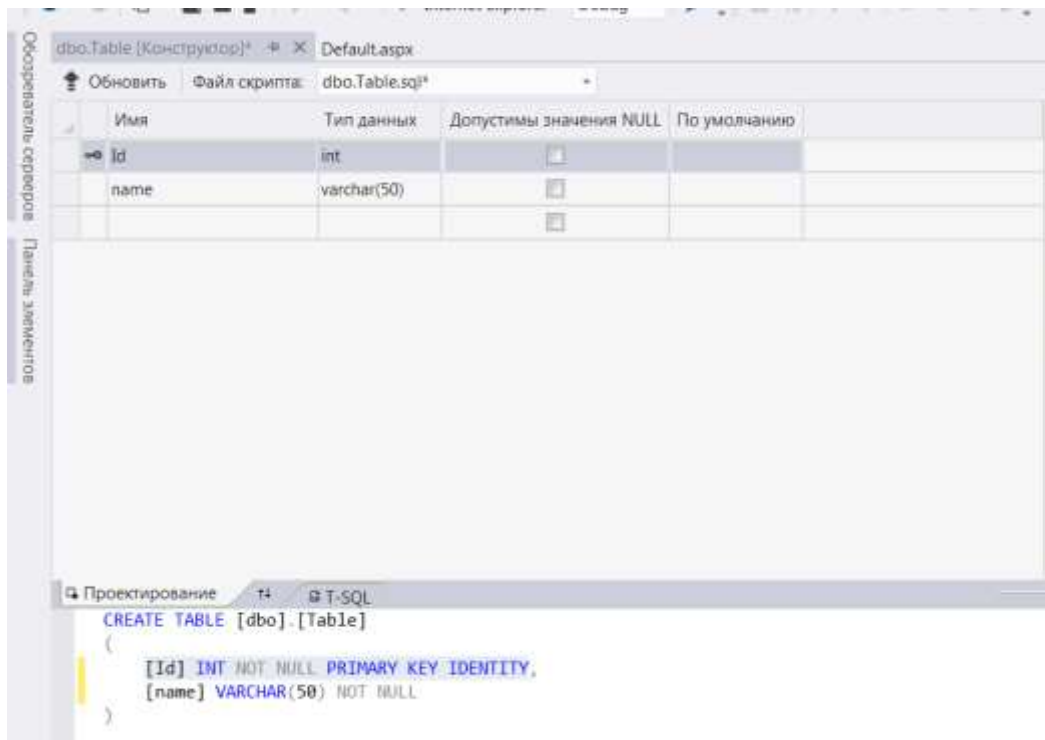 dbo.Table [Конструктор]* Default.aspx
Обновить Файл скрипта: dbo.Table.sql*
Имя Тип данных Допустимы значения NULL По умолчанию
Id int
name varchar(50)
Обозреватель серверов
Панель элементов
Проектирование T-SQL
CREATE TABLE [dbo].[Table]
(
[Id] INT NOT NULL PRIMARY KEY IDENTITY,
[name] VARCHAR(50) NOT NULL
)